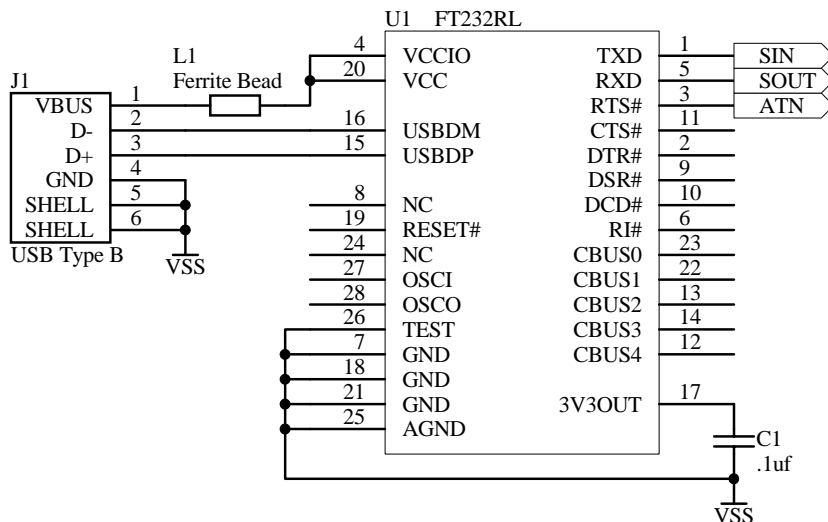 U1 FT232RL
L1
Ferrite Bead
J1
VBUS 1
D- 2
D+ 3
GND 4
SHELL 5
SHELL 6
USB Type B
VSS
4 VCCIO
20 VCC
16 USBDM
15 USBDP
8 NC
19 RESET#
24 NC
27 OSCI
28 OSCO
26 TEST
7 GND
18 GND
21 GND
25 AGND
TXD 1 SIN
RXD 5 SOUT
RTS# 3 ATN
CTS# 11
DTR# 2
DSR# 9
DCD# 10
RI# 6
CBUS0 23
CBUS1 22
CBUS2 13
CBUS3 14
CBUS4 12
3V3OUT 17
C1
.1uf
VSS